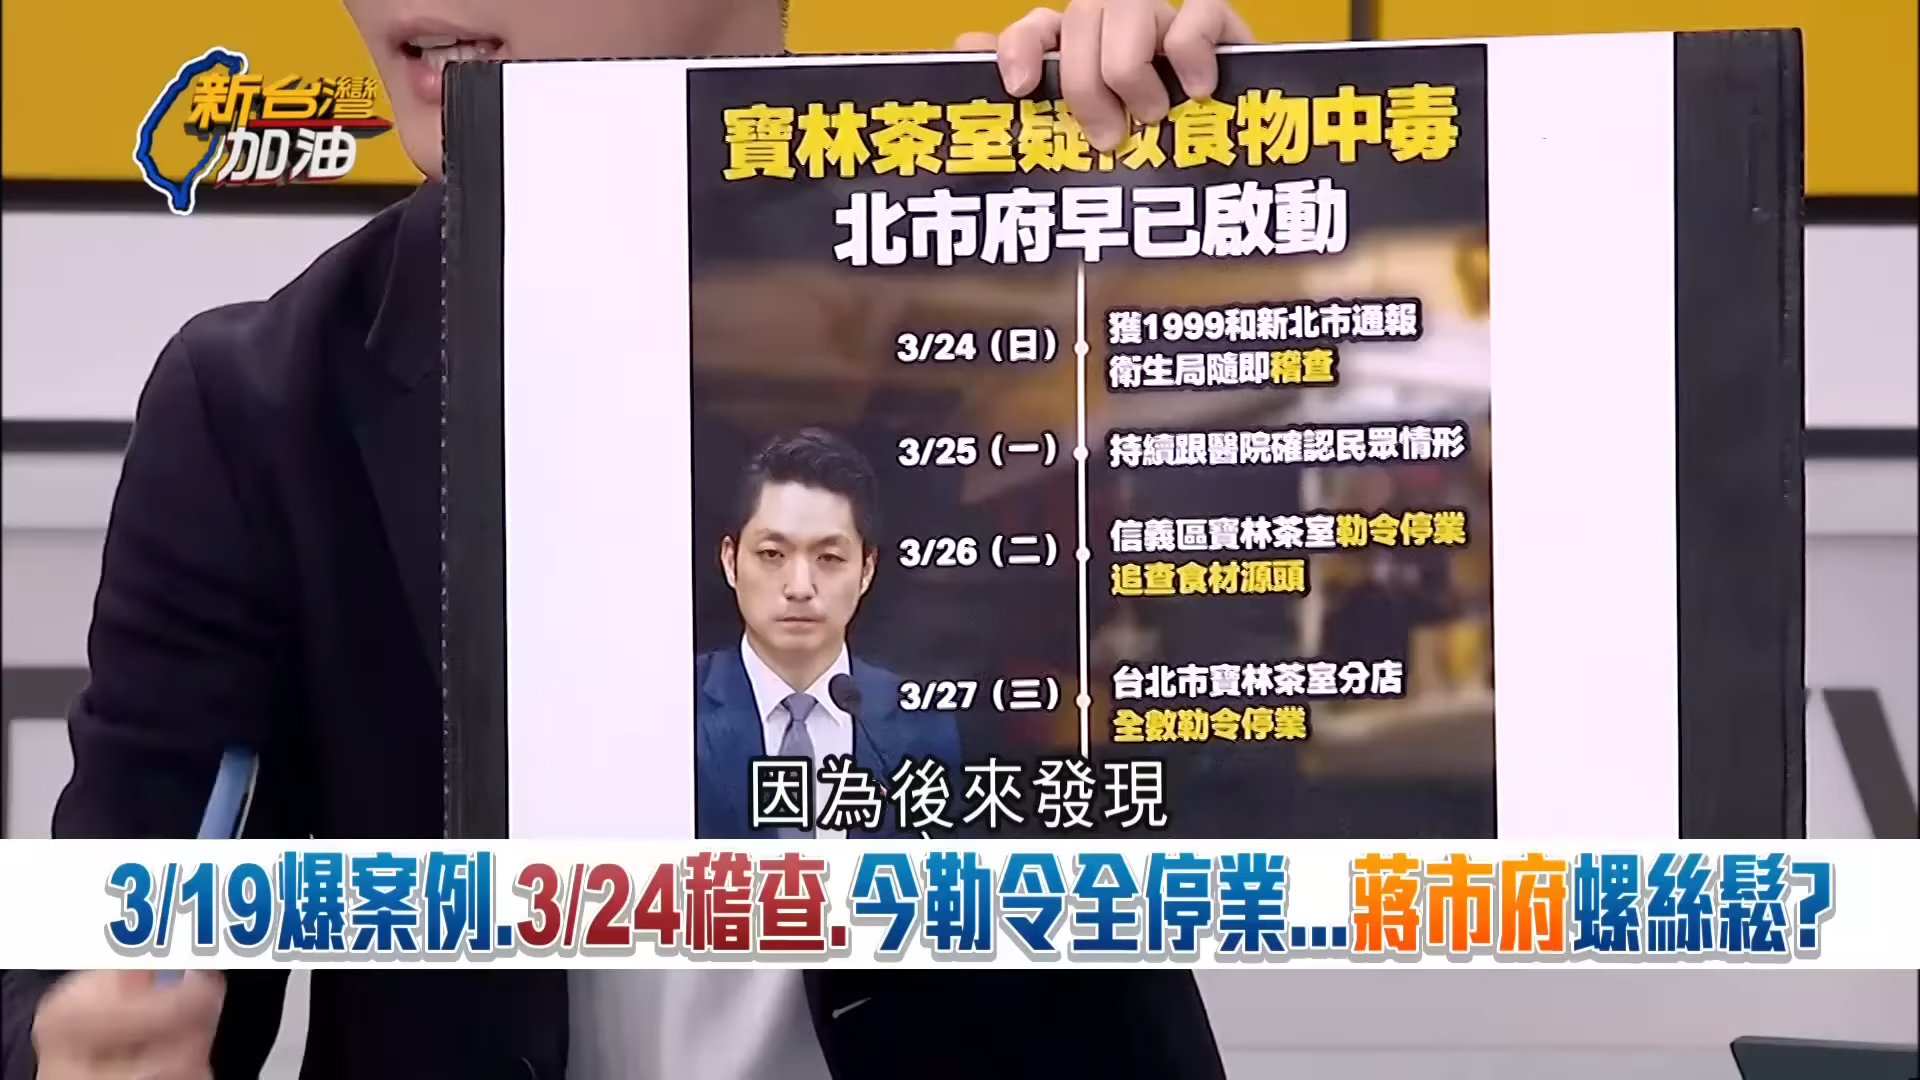 新台灣
加油
寶林茶室疑似食物中毒
北市府早已啟動
3/24（日）
獲1999和新北市通報
衛生局隨即稽查
3/25（一）
持續跟醫院確認民眾情形
3/26（二）
信義區寶林茶室勒令停業
追查食材源頭
3/27（三）
台北市寶林茶室分店
全數勒令停業
因為後來發現
3/19爆案例.3/24稽查.今勒令全停業...蔣市府螺絲鬆?